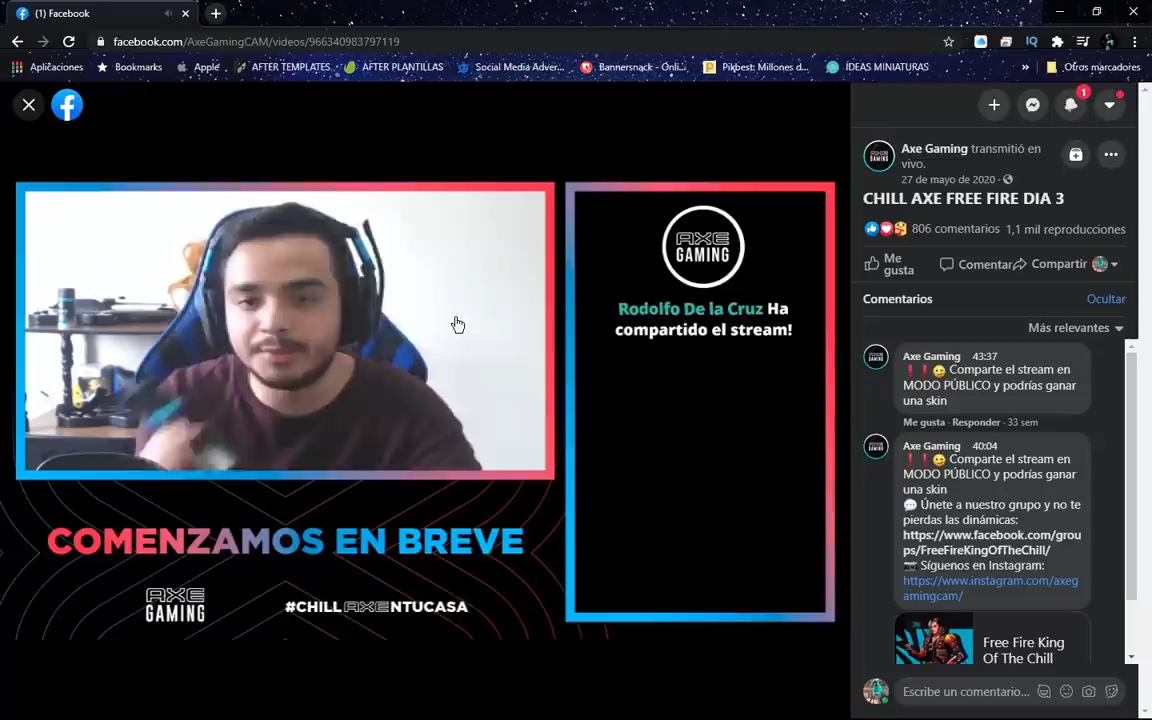 (1) Facebook
facebook.com/AxeGamingCAM/videos/966340983797119
IQ
Aplicaciones
Bookmarks
Apple
AFTER TEMPLATES
AFTER PLANTILLAS
Social Media Adver...
Bannersnack - Onli...
Pikbest: Millones d...
IDEAS MINIATURAS
»
Otros marcadores
1
Axe Gaming transmitió en
vivo.
27 de mayo de 2020 ·
CHILL AXE FREE FIRE DIA 3
806 comentarios 1,1 mil reproducciones
Me
gusta
Comentar
Compartir
Comentarios
Ocultar
Más relevantes
Axe Gaming 43:37
❗❗😜 Comparte el stream en
MODO PÚBLICO y podrías ganar
una skin
Me gusta · Responder · 33 sem
Axe Gaming 40:04
❗❗😜 Comparte el stream en
MODO PÚBLICO y podrías ganar
una skin
💬 Únete a nuestro grupo y no te
pierdas las dinámicas:
https://www.facebook.com/grou
ps/FreeFireKingOfTheChill/
📷 Síguenos en Instagram:
https://www.instagram.com/axeg
amingcam/
Free Fire King
Of The Chill
Escribe un comentario...
AXE
GAMING
Rodolfo De la Cruz Ha
compartido el stream!
COMENZAMOS EN BREVE
AXE
GAMING
#CHILLAXENTUCASA